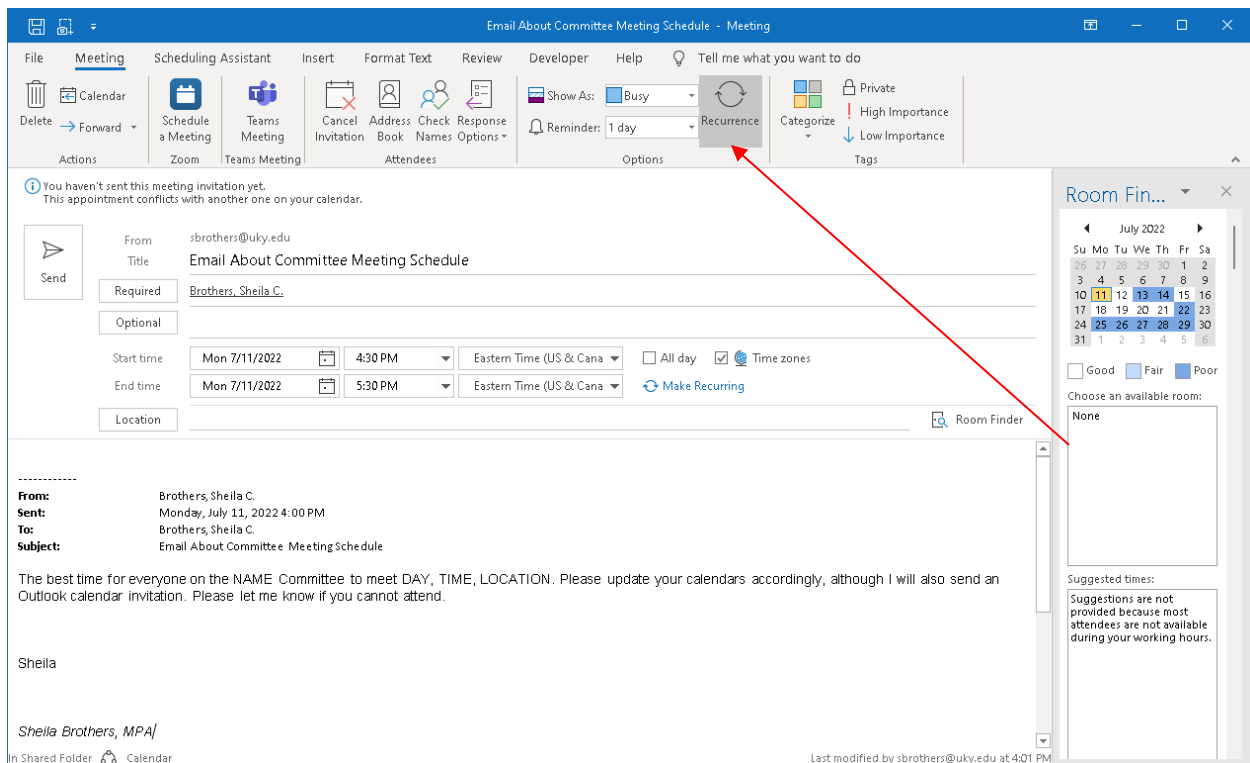 Email About Committee Meeting Schedule - Meeting
File Meeting Scheduling Assistant Insert Format Text Review Developer Help Tell me what you want to do
Delete
Calendar
Forward
Actions
Schedule
a Meeting
Zoom
Teams
Meeting
Teams Meeting
Cancel
Invitation
Address
Book
Check
Names
Response
Options
Attendees
Show As: Busy
Reminder: 1 day
Recurrence
Options
Categorize
Private
High Importance
Low Importance
Tags
You haven't sent this meeting invitation yet.
This appointment conflicts with another one on your calendar.
Send
From sbrothers@uky.edu
Title Email About Committee Meeting Schedule
Required Brothers, Sheila C.
Optional
Start time Mon 7/11/2022 4:30 PM Eastern Time (US & Cana All day Time zones
End time Mon 7/11/2022 5:30 PM Eastern Time (US & Cana Make Recurring
Location Room Finder
------------
From: Brothers, Sheila C.
Sent: Monday, July 11, 2022 4:00 PM
To: Brothers, Sheila C.
Subject: Email About Committee Meeting Schedule
The best time for everyone on the NAME Committee to meet DAY, TIME, LOCATION. Please update your calendars accordingly, although I will also send an
Outlook calendar invitation. Please let me know if you cannot attend.
Sheila
Sheila Brothers, MPA
In Shared Folder Calendar Last modified by sbrothers@uky.edu at 4:01 PM
Room Fin...
July 2022
Su Mo Tu We Th Fr Sa
26 27 28 29 30 1 2
3 4 5 6 7 8 9
10 11 12 13 14 15 16
17 18 19 20 21 22 23
24 25 26 27 28 29 30
31 1 2 3 4 5 6
Good Fair Poor
Choose an available room:
None
Suggested times:
Suggestions are not
provided because most
attendees are not available
during your working hours.